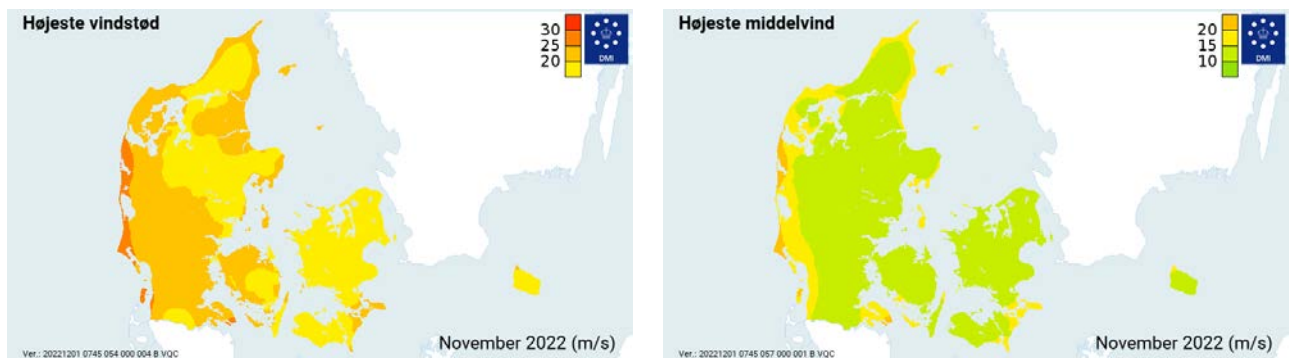 Højeste vindstød
30
25
20
DMI
November 2022 (m/s)
Ver.: 20221201 0745 054 000 004 B VQC
Højeste middelvind
20
15
10
DMI
November 2022 (m/s)
Ver.: 20221201 0745 057 000 001 B VQC